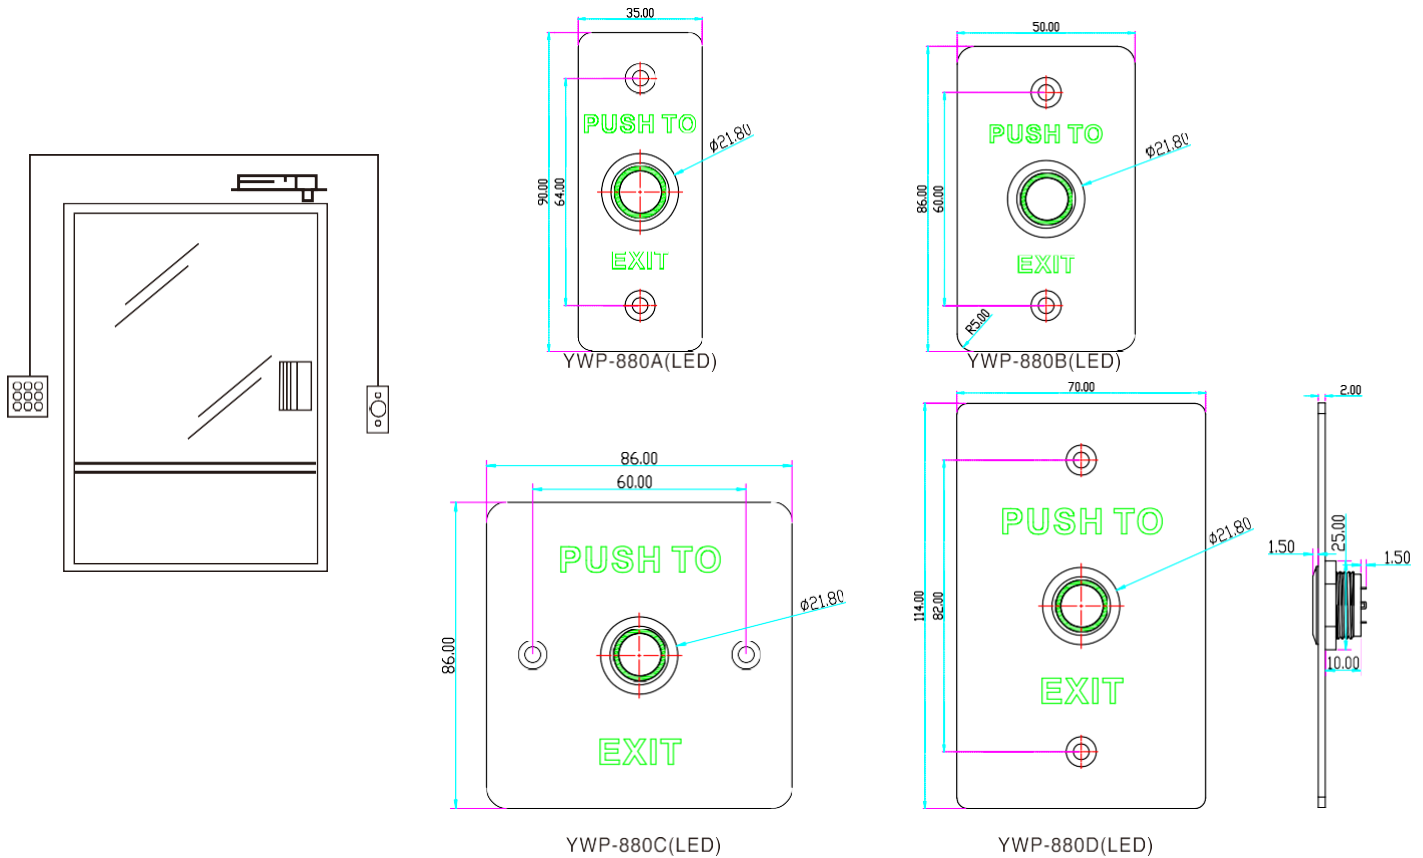 35.00
PUSH TO
Ø21.80
90.00
64.00
EXIT
YWP-880A(LED)
50.00
PUSH TO
Ø21.80
86.00
60.00
EXIT
R5.00
YWP-880B(LED)
86.00
60.00
PUSH TO
Ø21.80
86.00
EXIT
YWP-880C(LED)
70.00
PUSH TO
Ø21.80
114.00
82.00
EXIT
YWP-880D(LED)
2.00
1.50
25.00
1.50
10.00